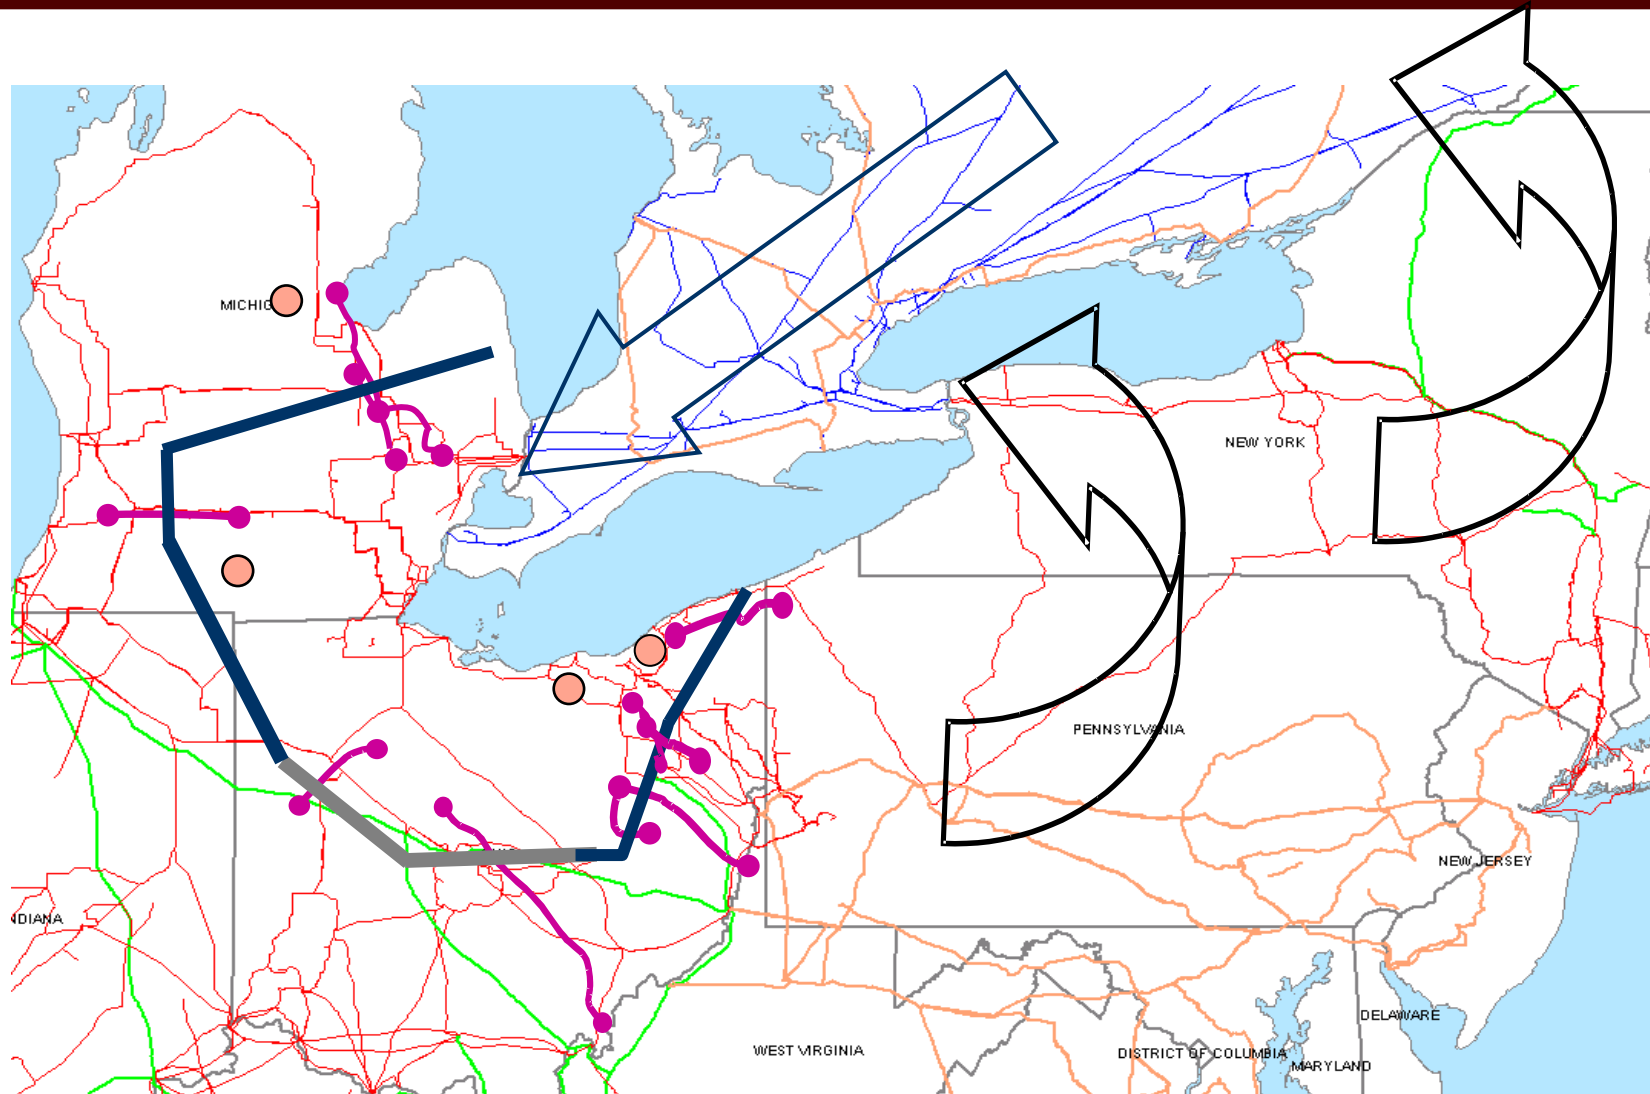 MICHIG
NEW YORK
PENNSYLVANIA
NEW JERSEY
NDIANA
DELAWARE
WEST VIRGINIA
DISTRICT OF COLUMBIA
MARYLAND